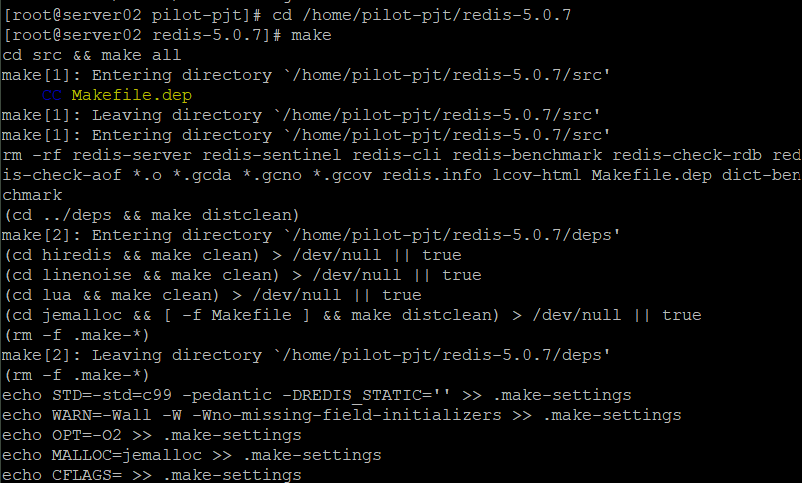 [root@server02 pilot-pjt]# cd /home/pilot-pjt/redis-5.0.7
[root@server02 redis-5.0.7]# make
cd src && make all
make[1]: Entering directory `/home/pilot-pjt/redis-5.0.7/src'
    CC Makefile.dep
make[1]: Leaving directory `/home/pilot-pjt/redis-5.0.7/src'
make[1]: Entering directory `/home/pilot-pjt/redis-5.0.7/src'
rm -rf redis-server redis-sentinel redis-cli redis-benchmark redis-check-rdb red
is-check-aof *.o *.gcda *.gcno *.gcov redis.info lcov-html Makefile.dep dict-ben
chmark
(cd ../deps && make distclean)
make[2]: Entering directory `/home/pilot-pjt/redis-5.0.7/deps'
(cd hiredis && make clean) > /dev/null || true
(cd linenoise && make clean) > /dev/null || true
(cd lua && make clean) > /dev/null || true
(cd jemalloc && [ -f Makefile ] && make distclean) > /dev/null || true
(rm -f .make-*)
make[2]: Leaving directory `/home/pilot-pjt/redis-5.0.7/deps'
(rm -f .make-*)
echo STD=-std=c99 -pedantic -DREDIS_STATIC='' >> .make-settings
echo WARN=-Wall -W -Wno-missing-field-initializers >> .make-settings
echo OPT=-O2 >> .make-settings
echo MALLOC=jemalloc >> .make-settings
echo CFLAGS= >> .make-settings